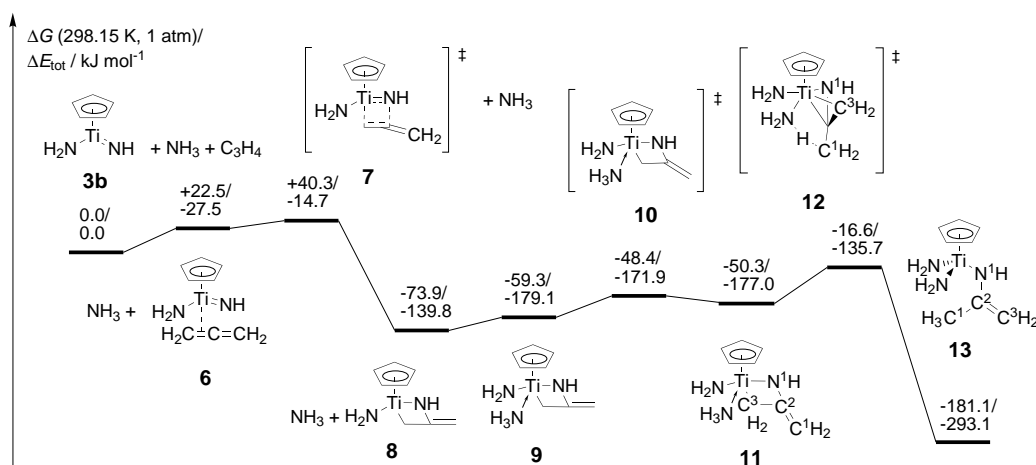 ΔG (298.15 K, 1 atm)/
ΔE_tot / kJ mol⁻¹
Ti
H₂N
NH
3b
+ NH₃ + C₃H₄
0.0/
0.0
+22.5/
-27.5
NH₃ +
Ti
H₂N
NH
H₂C
C
CH₂
6
‡
Ti
NH
H₂N
CH₂
7
+ NH₃
+40.3/
-14.7
-73.9/
-139.8
NH₃ +
Ti
H₂N
NH
8
-59.3/
-179.1
Ti
H₂N
NH
H₃N
9
‡
Ti
H₂N
NH
H₃N
10
-48.4/
-171.9
-50.3/
-177.0
Ti
N¹H
H₂N
H₃N
C³
H₂
C²
C¹H₂
11
‡
Ti
N¹H
H₂N
C³H₂
H₂N
H
C¹H₂
12
-16.6/
-135.7
Ti
H₂N
H₂N
N¹H
C²
H₃C¹
C³H₂
13
-181.1/
-293.1